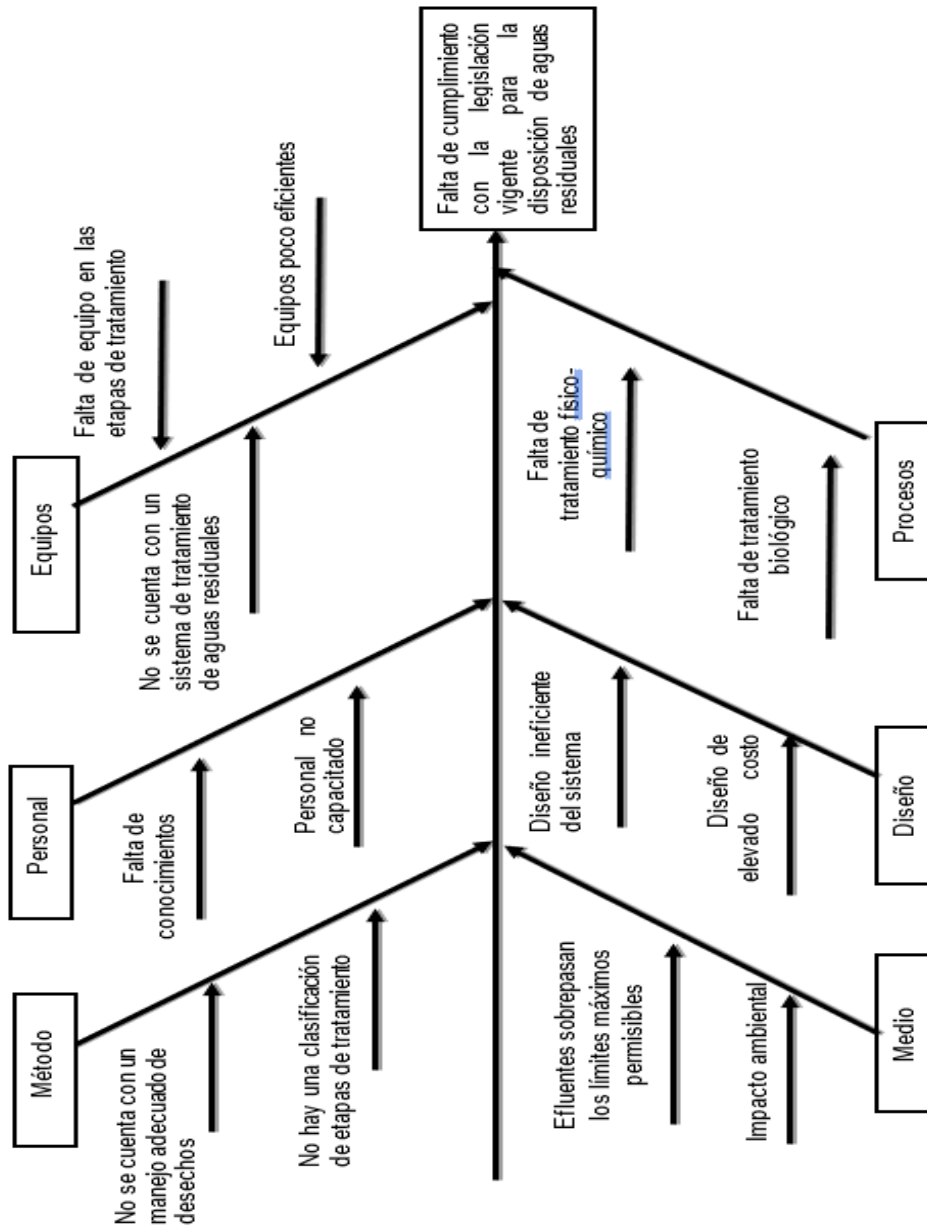 Método
Personal
Equipos
No se cuenta con un
manejo adecuado de
desechos
No hay una clasificación
de etapas de tratamiento
Falta de
conocimientos
Personal no
capacitado
No se cuenta con un
sistema de tratamiento
de aguas residuales
Falta de equipo en las
etapas de tratamiento
Equipos poco eficientes
Falta de cumplimiento
con la legislación
vigente para la
disposición de aguas
residuales
Efluentes sobrepasan
los límites máximos
permisibles
Impacto ambiental
Diseño ineficiente
del sistema
Diseño de
elevado costo
Falta de
tratamiento físico-
químico
Falta de tratamiento
biológico
Medio
Diseño
Procesos